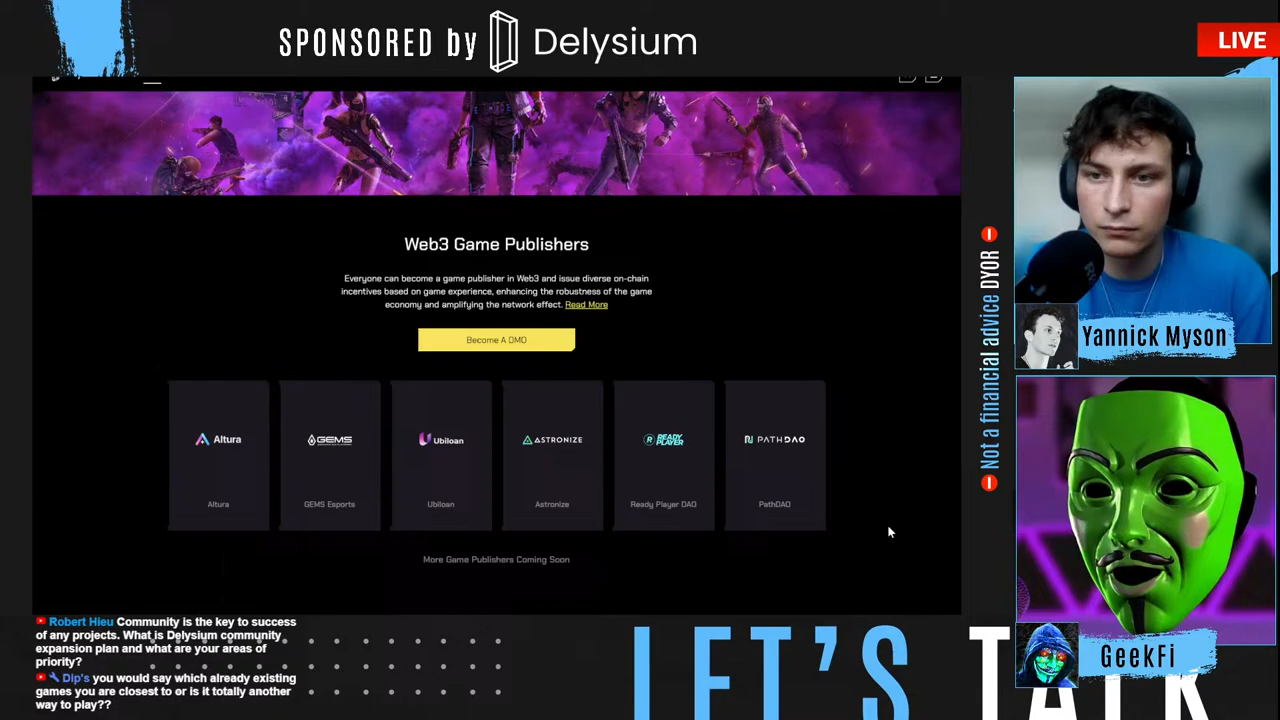 SPONSORED by Delysium
LIVE
Web3 Game Publishers
Everyone can become a game publisher in Web3 and issue diverse on-chain
incentives based on game experience, enhancing the robustness of the game
economy and amplifying the network effect. Read More
Become A DMO
Altura
GEMS
Ubiloan
ASTRONIZE
READY PLAYER
PATHDAO
Altura
GEMS Esports
Ubiloan
Astronize
Ready Player DAO
PathDAO
More Game Publishers Coming Soon
Not a financial advice DYOR
Yannick Myson
GeekFi
Robert Hieu Community is the key to success
of any projects. What is Delysium community
expansion plan and what are your areas of
priority?
Dip's you would say which already existing
games you are closest to or is it totally another
way to play??
LET'S TALK